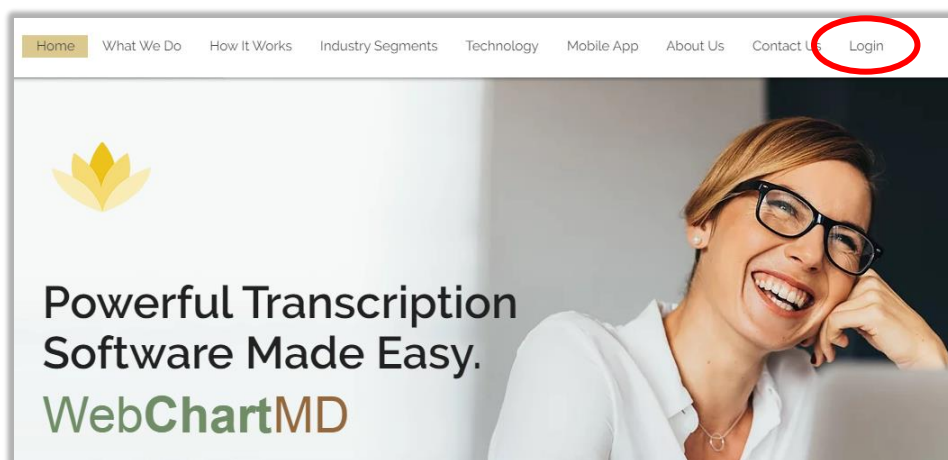 Home What We Do How It Works Industry Segments Technology Mobile App About Us Contact Us Login
Powerful Transcription
Software Made Easy.
WebChartMD